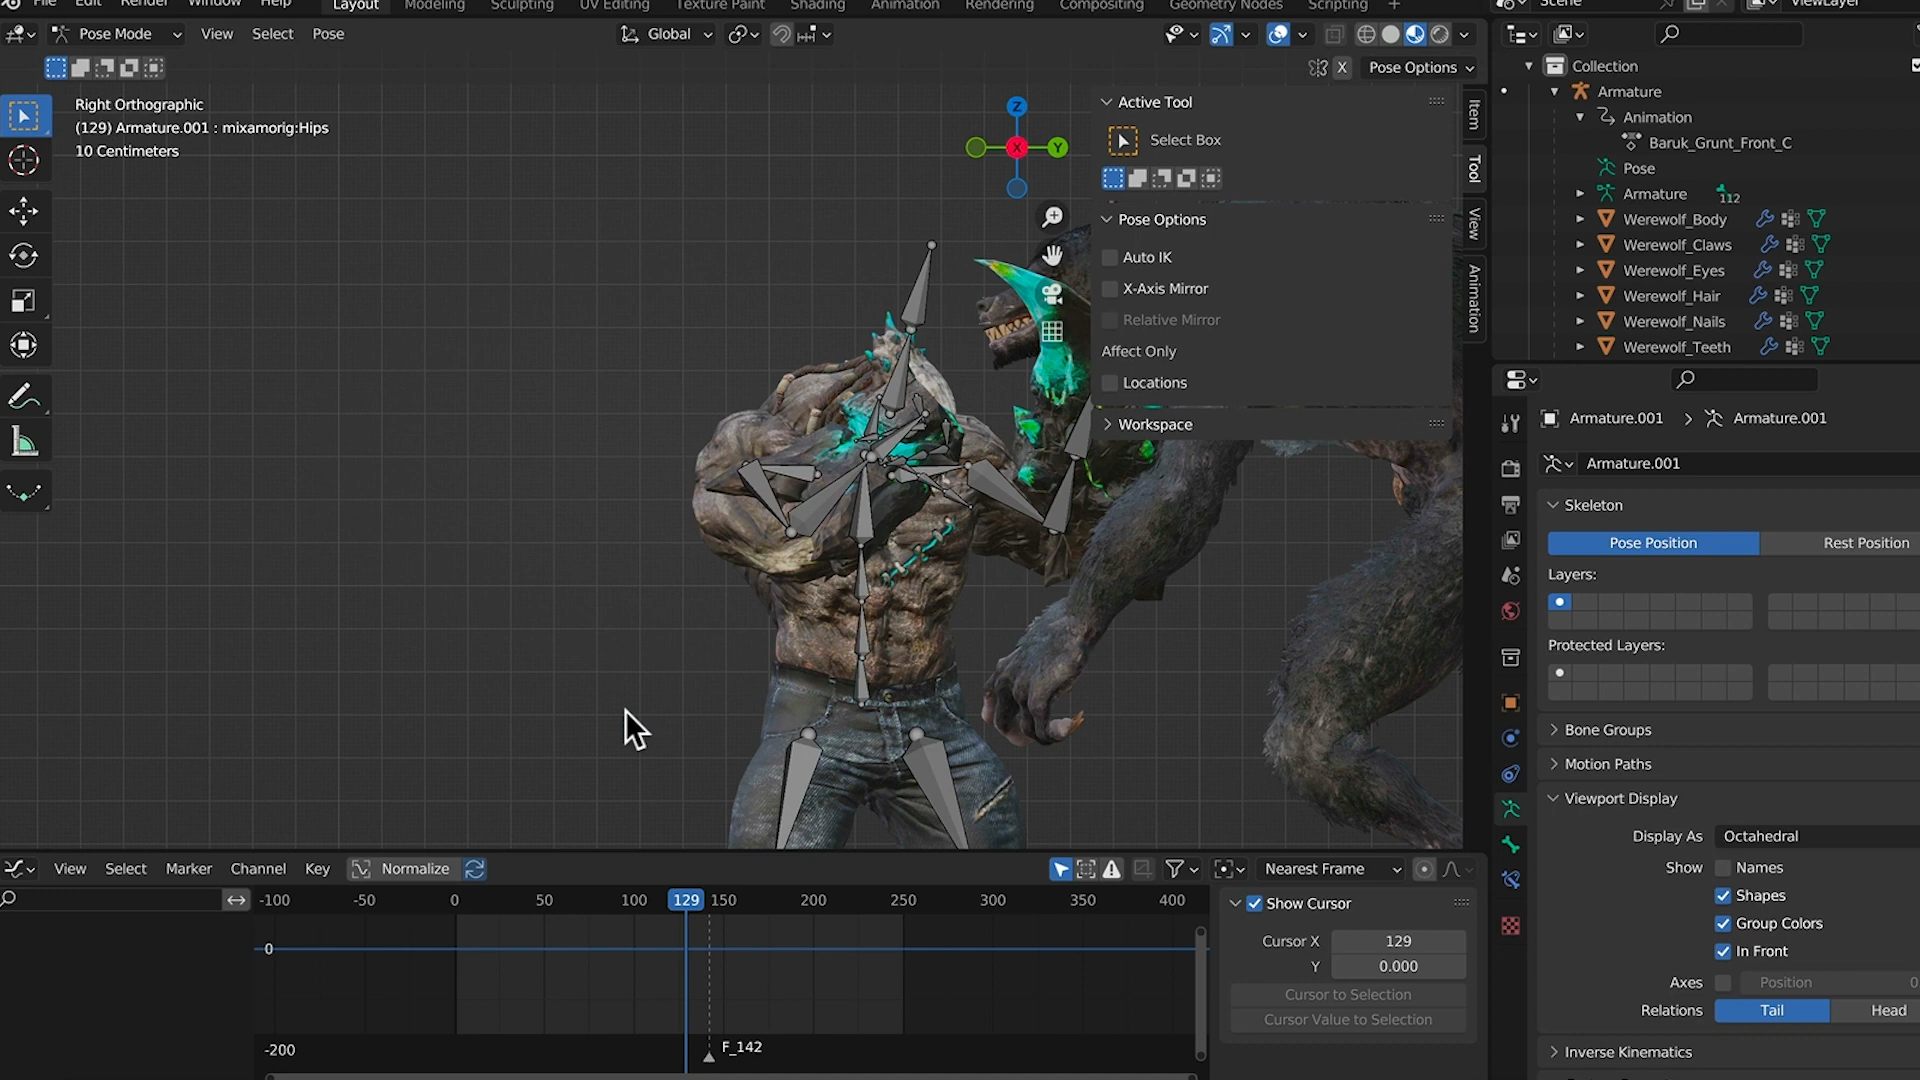 File Edit Render Window Help Layout Modeling Sculpting UV Editing Texture Paint Shading Animation Rendering Compositing Geometry Nodes Scripting + Scene ViewLayer
Pose Mode View Select Pose Global
X Pose Options
Right Orthographic
(129) Armature.001 : mixamorig:Hips
10 Centimeters
Z
X
Y
Active Tool
Select Box
Pose Options
Auto IK
X-Axis Mirror
Relative Mirror
Affect Only
Locations
Workspace
Item
Tool
View
Animation
Collection
Armature
Animation
Baruk_Grunt_Front_C
Pose
Armature 112
Werewolf_Body
Werewolf_Claws
Werewolf_Eyes
Werewolf_Hair
Werewolf_Nails
Werewolf_Teeth
Armature.001 > Armature.001
Armature.001
Skeleton
Pose Position Rest Position
Layers:
Protected Layers:
Bone Groups
Motion Paths
Viewport Display
Display As Octahedral
Show Names
Shapes
Group Colors
In Front
Axes Position 0
Relations Tail Head
Inverse Kinematics
View Select Marker Channel Key Normalize Nearest Frame
-100 -50 0 50 100 129 150 200 250 300 350 400
0
-200
F_142
Show Cursor
Cursor X 129
Y 0.000
Cursor to Selection
Cursor Value to Selection